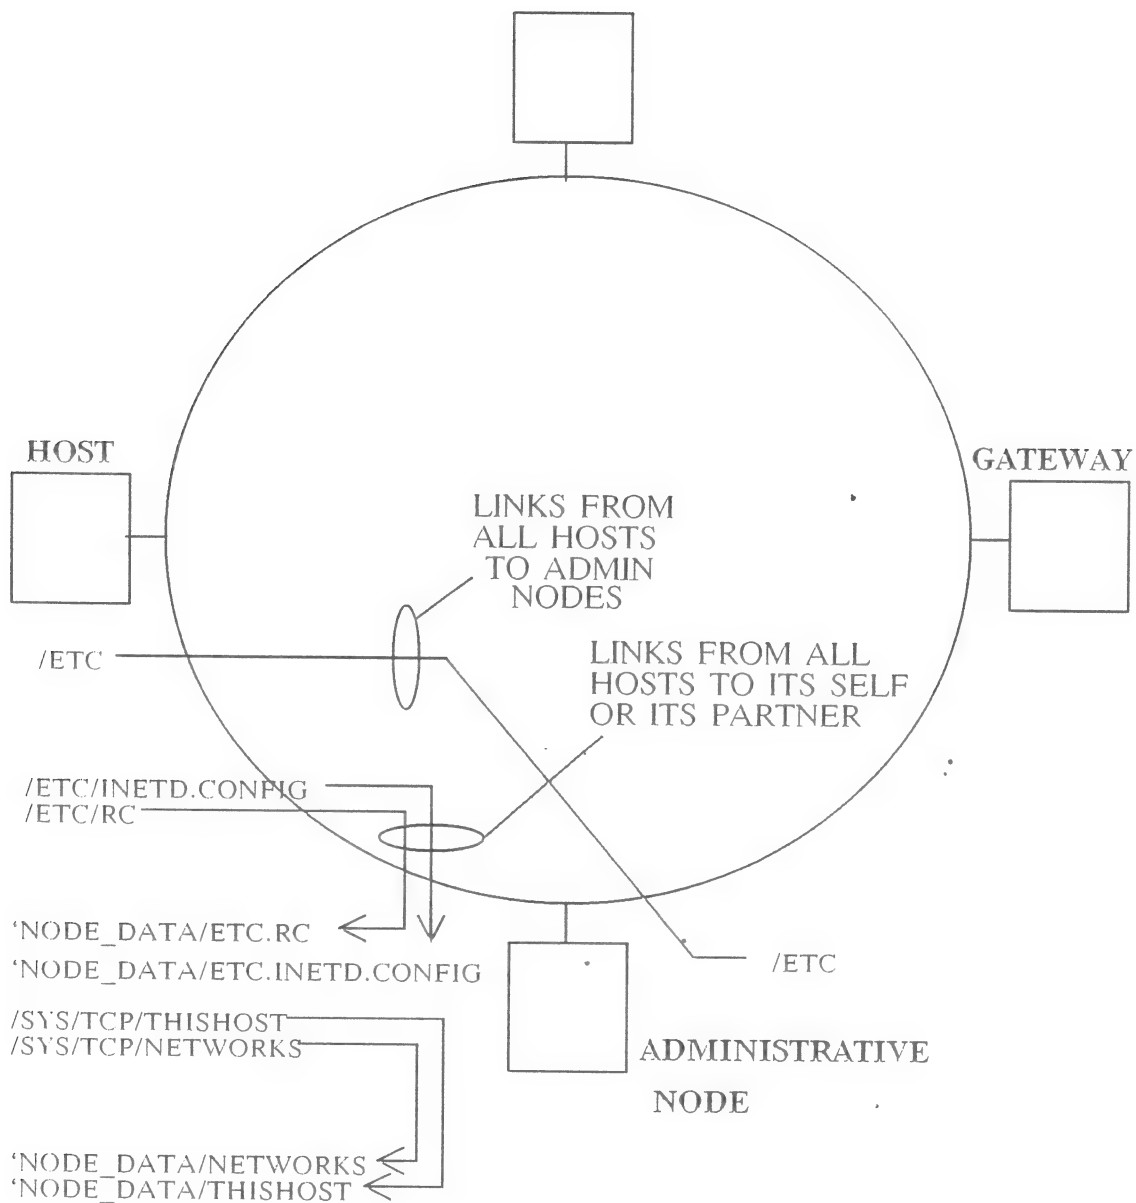 HOST
GATEWAY
LINKS FROM
ALL HOSTS
TO ADMIN
NODES
/ETC
LINKS FROM ALL
HOSTS TO ITS SELF
OR ITS PARTNER
/ETC/INETD.CONFIG
/ETC/RC
‘NODE_DATA/ETC.RC
/ETC
‘NODE_DATA/ETC.INETD.CONFIG
/SYS/TCP/THISHOST
/SYS/TCP/NETWORKS
ADMINISTRATIVE
NODE
‘NODE_DATA/NETWORKS
‘NODE_DATA/THISHOST